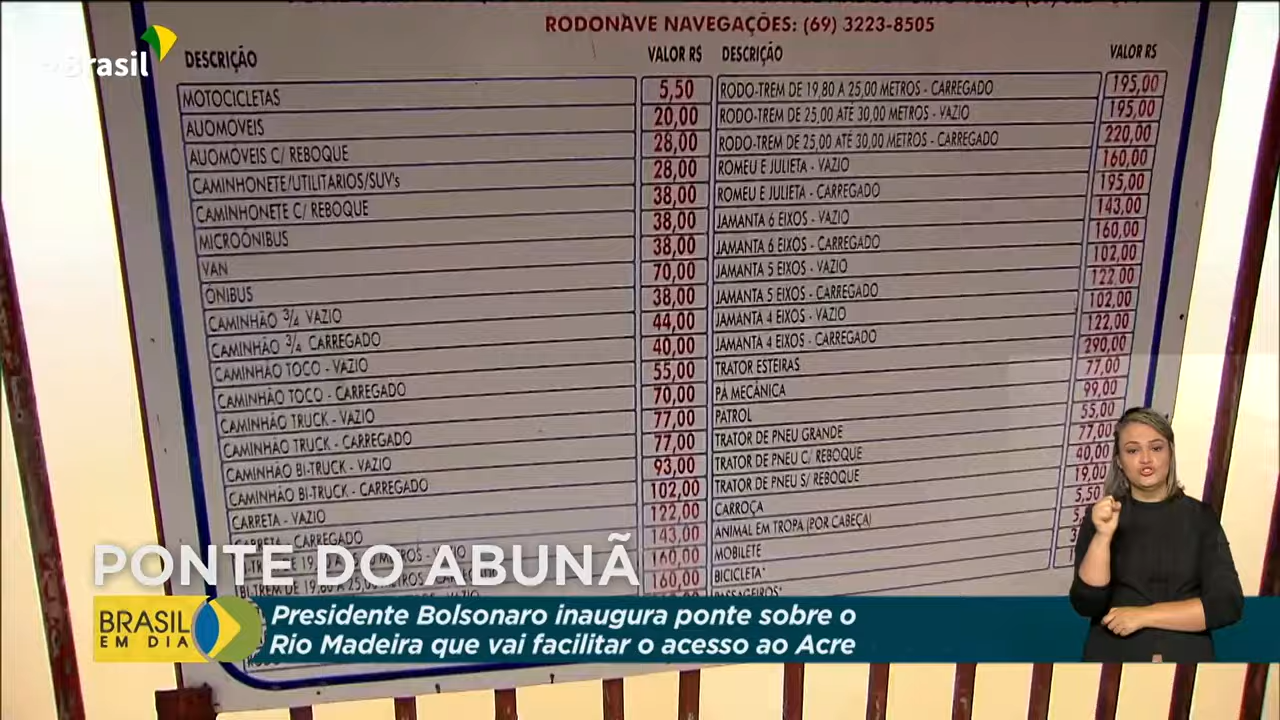 RODONAVE NAVEGAÇÕES: (69) 3223-8505
Brasil
DESCRIÇÃO VALOR R$ DESCRIÇÃO VALOR R$
MOTOCICLETAS 5,50 RODO-TREM DE 19,80 A 25,00 METROS - CARREGADO 195,00
AUOMÓVEIS 20,00 RODO-TREM DE 25,00 ATÉ 30,00 METROS - VAZIO 195,00
AUOMÓVEIS C/ REBOQUE 28,00 RODO-TREM DE 25,00 ATÉ 30,00 METROS - CARREGADO 220,00
CAMINHONETE/UTILITARIOS/SUV's 28,00 ROMEU E JULIETA - VAZIO 160,00
CAMINHONETE C/ REBOQUE 38,00 ROMEU E JULIETA - CARREGADO 195,00
MICROÔNIBUS 38,00 JAMANTA 6 EIXOS - VAZIO 143,00
VAN 38,00 JAMANTA 6 EIXOS - CARREGADO 160,00
ÔNIBUS 70,00 JAMANTA 5 EIXOS - VAZIO 102,00
CAMINHÃO 3/4 VAZIO 38,00 JAMANTA 5 EIXOS - CARREGADO 122,00
CAMINHÃO 3/4 CARREGADO 44,00 JAMANTA 4 EIXOS - VAZIO 102,00
CAMINHÃO TOCO - VAZIO 40,00 JAMANTA 4 EIXOS - CARREGADO 122,00
CAMINHÃO TOCO - CARREGADO 55,00 TRATOR ESTEIRAS 290,00
CAMINHÃO TRUCK - VAZIO 70,00 PÁ MECÂNICA 77,00
CAMINHÃO TRUCK - CARREGADO 77,00 PATROL 99,00
CAMINHÃO BI-TRUCK - VAZIO 77,00 TRATOR DE PNEU GRANDE 55,00
CAMINHÃO BI-TRUCK - CARREGADO 93,00 TRATOR DE PNEU C/ REBOQUE 77,00
CARRETA - VAZIO 102,00 TRATOR DE PNEU S/ REBOQUE 40,00
CARRETA - CARREGADO 122,00 CARROÇA 19,00
143,00 ANIMAL EM TROPA (POR CABEÇA) 5,50
160,00 MOBILETE
160,00 BICICLETA*
PASSAGEIROS*
PONTE DO ABUNÃ
BRASIL
EM DIA
Presidente Bolsonaro inaugura ponte sobre o
Rio Madeira que vai facilitar o acesso ao Acre